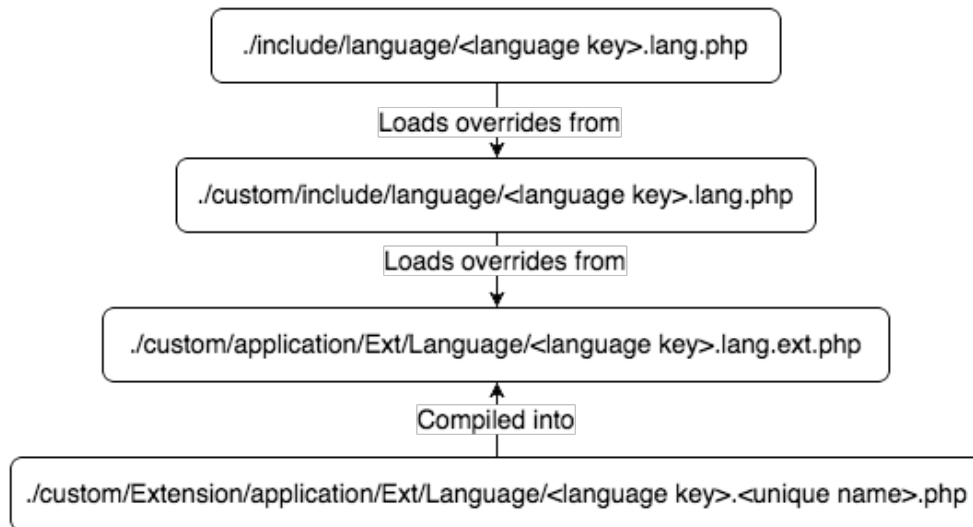 ./include/language/<language key>.lang.php
Loads overrides from
./custom/include/language/<language key>.lang.php
Loads overrides from
./custom/application/Ext/Language/<language key>.lang.ext.php
Compiled into
./custom/Extension/application/Ext/Language/<language key>.<unique name>.php